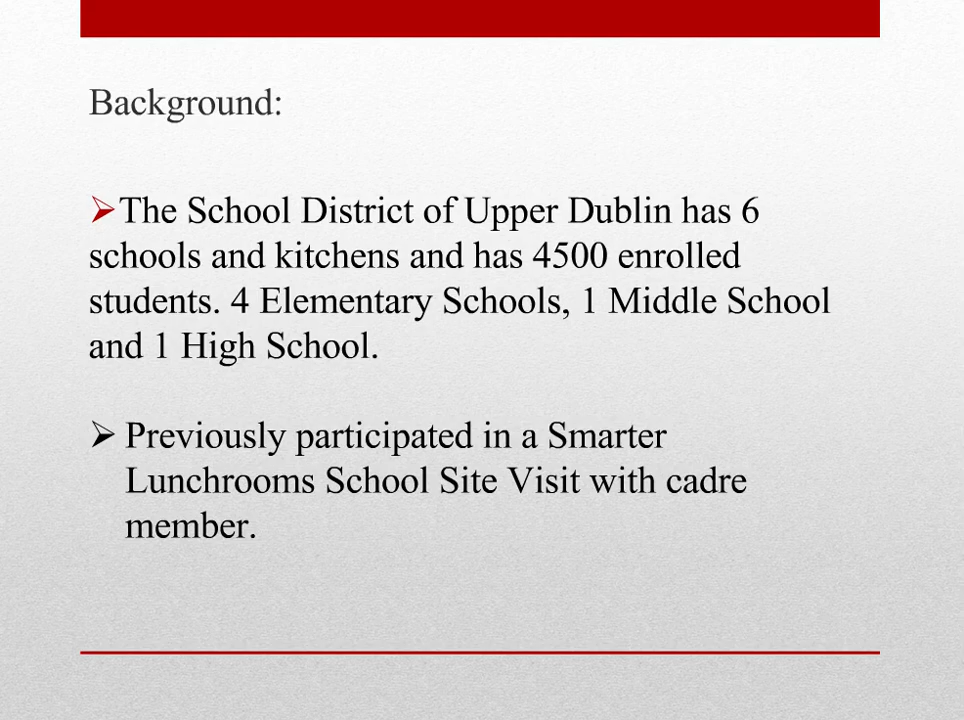 Background:
➢The School District of Upper Dublin has 6
schools and kitchens and has 4500 enrolled
students. 4 Elementary Schools, 1 Middle School
and 1 High School.
➢ Previously participated in a Smarter
Lunchrooms School Site Visit with cadre
member.